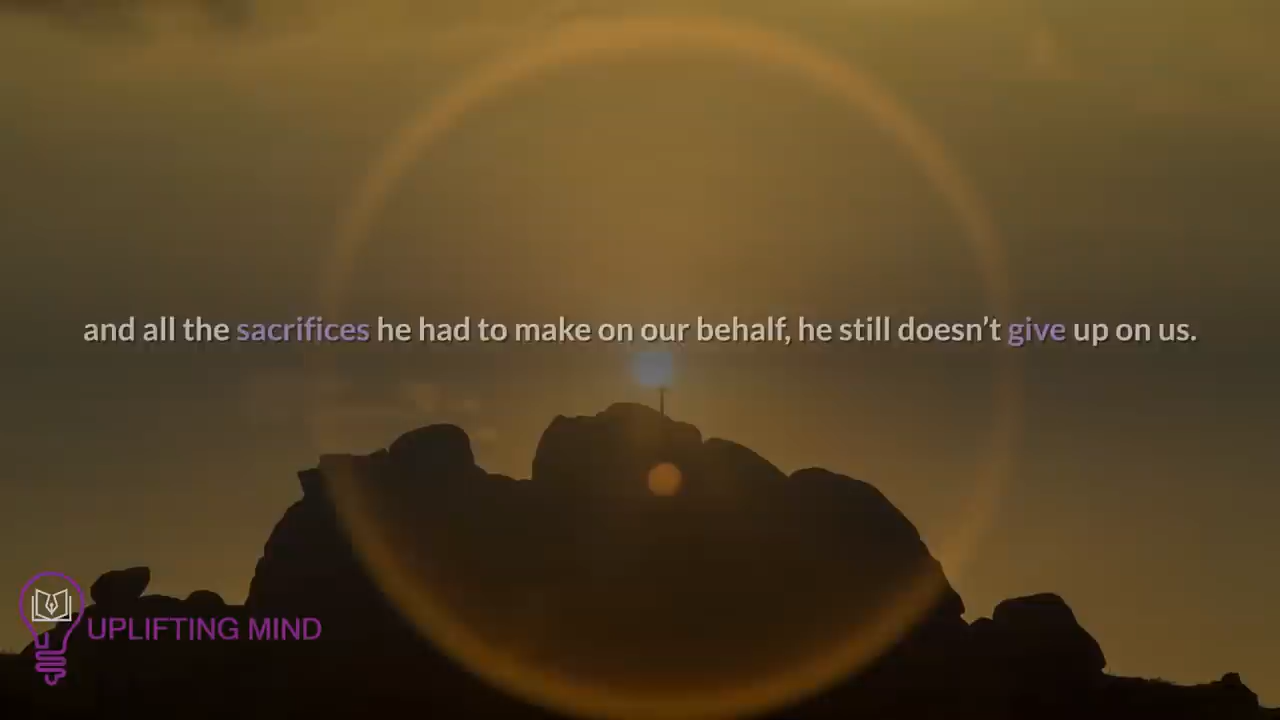 and all the sacrifices he had to make on our behalf, he still doesn’t give up on us.
UPLIFTING MIND